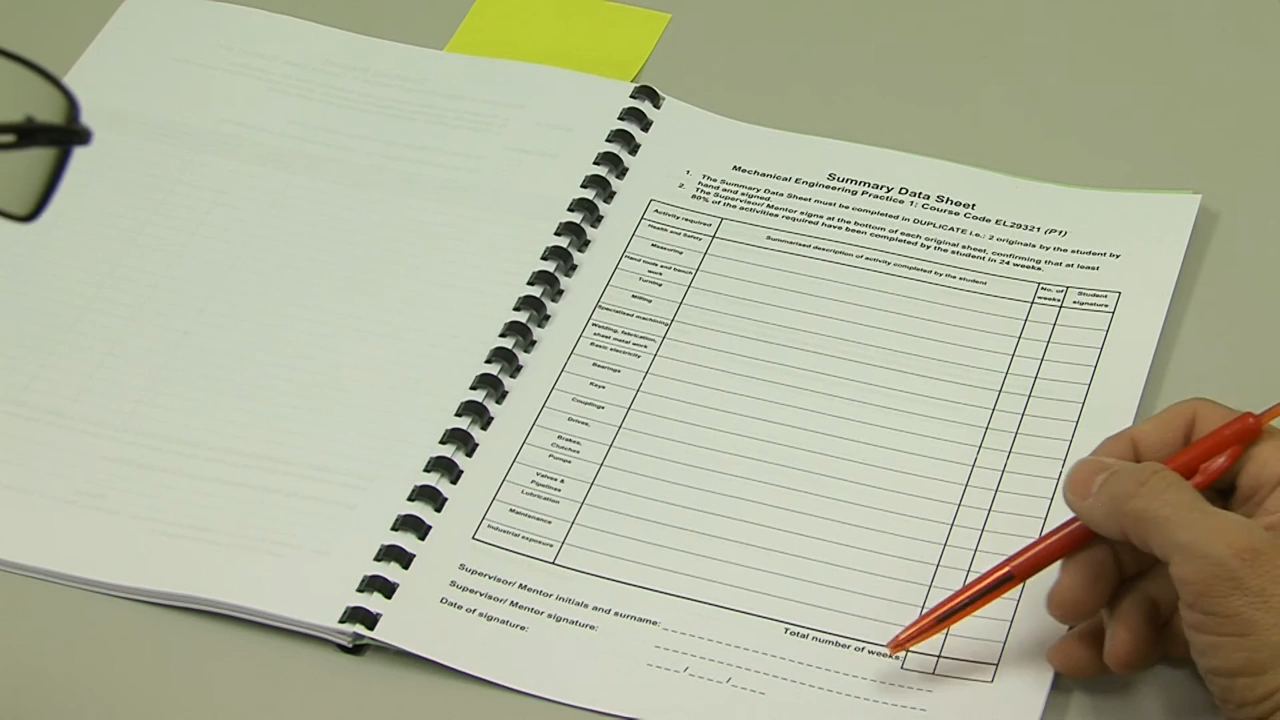 Summary Data Sheet
Mechanical Engineering Practice 1: Course Code EL29321 (P1)
1. The Summary Data Sheet must be completed in DUPLICATE i.e.: 2 originals by the student by
hand and signed.
2. The Supervisor/ Mentor signs at the bottom of each original sheet, confirming that at least
80% of the activities required have been completed by the student in 24 weeks.
Activity required Summarised description of activity completed by the student No. of weeks Student signature
Health and Safety
Measuring
Hand tools and bench
work
Turning
Milling
Specialised machining
Welding, fabrication,
sheet metal work
Basic electricity
Bearings
Keys
Couplings
Drives,
Brakes,
Clutches
Pumps
Valves &
Pipelines
Lubrication
Maintenance
Industrial exposure
Total number of weeks:
Supervisor/ Mentor initials and surname:
Supervisor/ Mentor signature:
Date of signature: